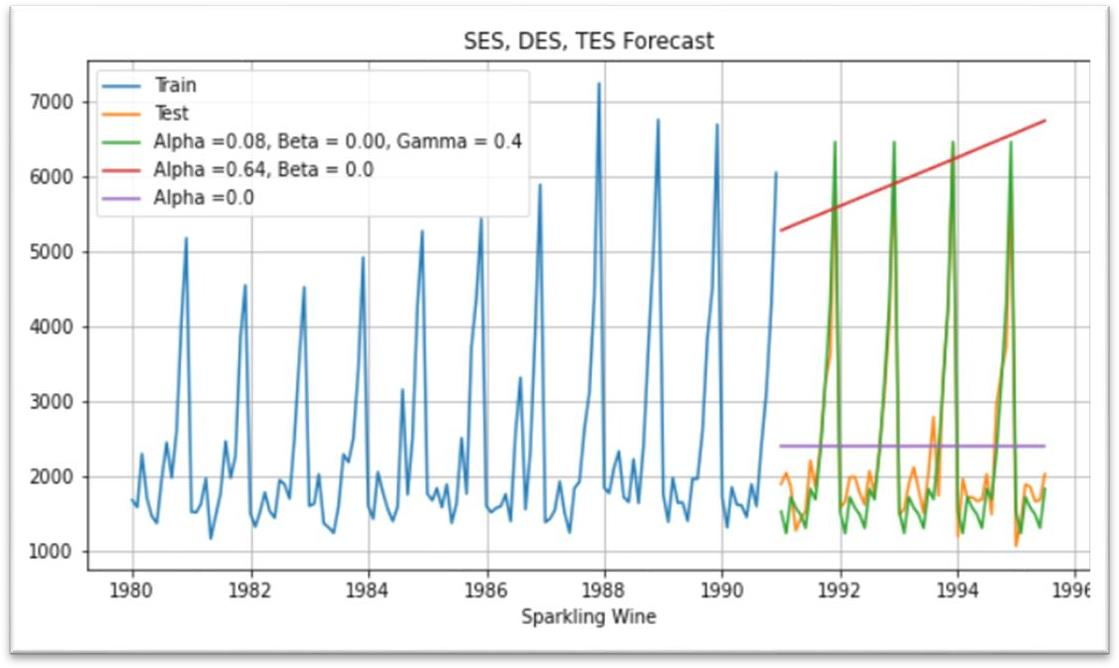 SES, DES, TES Forecast
Train
Test
Alpha =0.08, Beta = 0.00, Gamma = 0.4
Alpha =0.64, Beta = 0.0
Alpha =0.0
7000
6000
5000
4000
3000
2000
1000
1980 1982 1984 1986 1988 1990 1992 1994 1996
Sparkling Wine